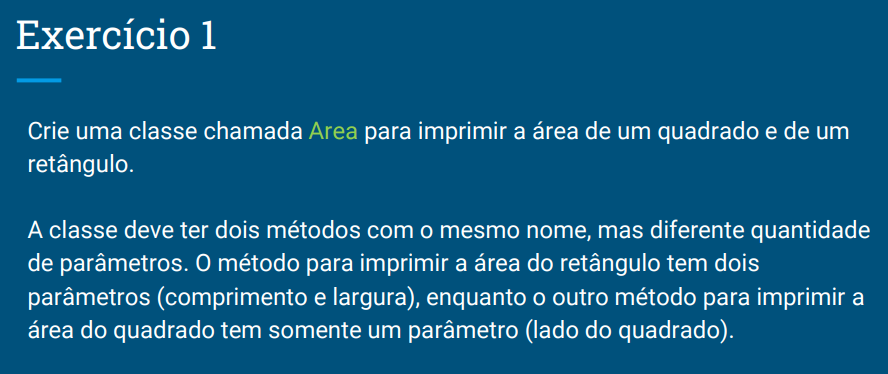 Exercício 1
Crie uma classe chamada Area para imprimir a área de um quadrado e de um
retângulo.
A classe deve ter dois métodos com o mesmo nome, mas diferente quantidade
de parâmetros. O método para imprimir a área do retângulo tem dois
parâmetros (comprimento e largura), enquanto o outro método para imprimir a
área do quadrado tem somente um parâmetro (lado do quadrado).